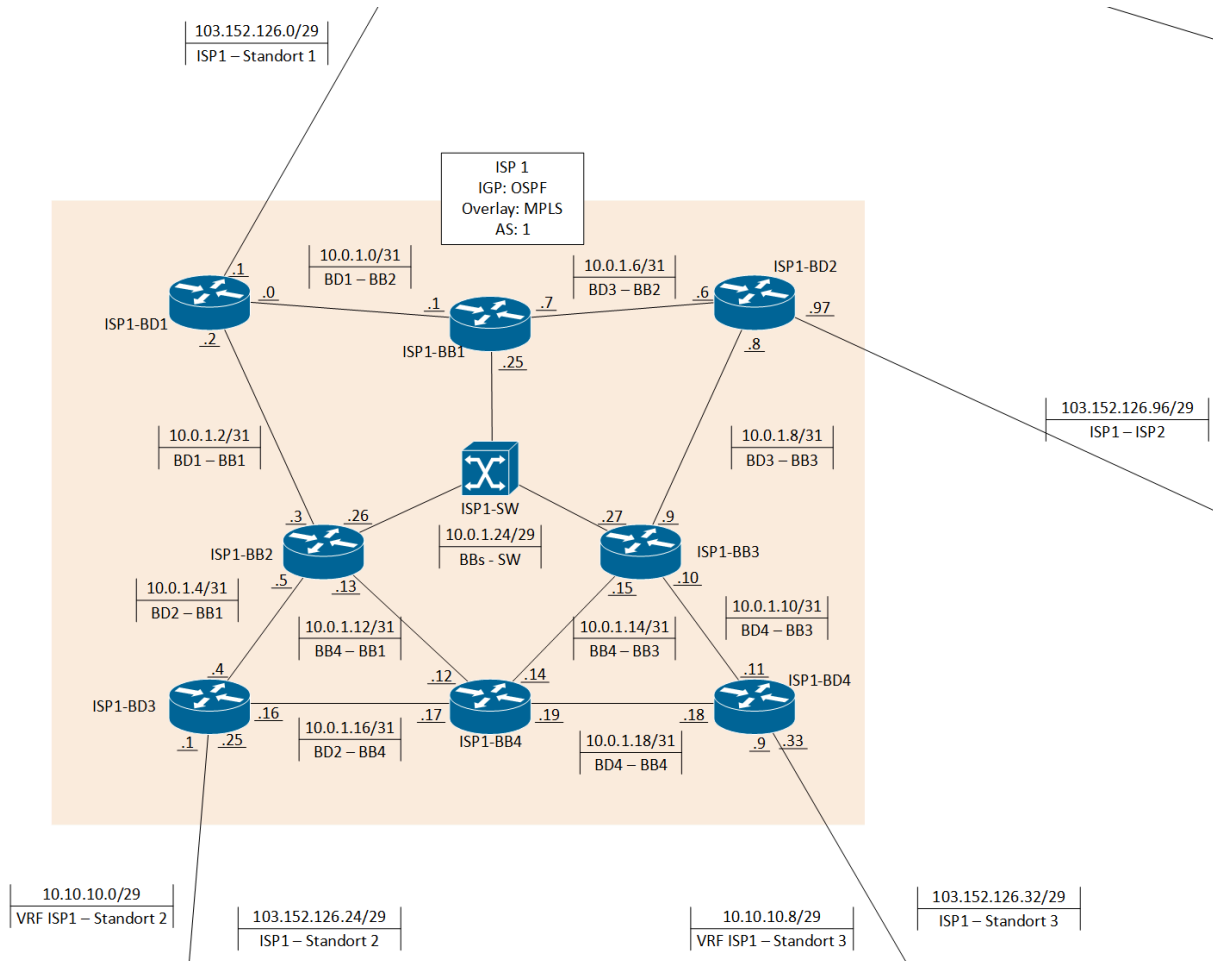 103.152.126.0/29
ISP1 – Standort 1
ISP 1
IGP: OSPF
Overlay: MPLS
AS: 1
10.0.1.0/31
BD1 – BB2
10.0.1.6/31
BD3 – BB2
ISP1-BD2
.1
.0
.1
.7
.6
.97
ISP1-BD1
.2
ISP1-BB1
.25
.8
103.152.126.96/29
ISP1 – ISP2
10.0.1.2/31
BD1 – BB1
10.0.1.8/31
BD3 – BB3
ISP1-SW
10.0.1.24/29
BBs - SW
.3
.26
.27
.9
ISP1-BB2
ISP1-BB3
.5
.13
.15
.10
10.0.1.4/31
BD2 – BB1
10.0.1.12/31
BB4 – BB1
10.0.1.14/31
BB4 – BB3
10.0.1.10/31
BD4 – BB3
.4
.12
.14
.11
ISP1-BD4
ISP1-BD3
.16
.17
.19
.18
.1
.25
10.0.1.16/31
BD2 – BB4
ISP1-BB4
10.0.1.18/31
BD4 – BB4
.9
.33
10.10.10.0/29
VRF ISP1 – Standort 2
103.152.126.24/29
ISP1 – Standort 2
10.10.10.8/29
VRF ISP1 – Standort 3
103.152.126.32/29
ISP1 – Standort 3